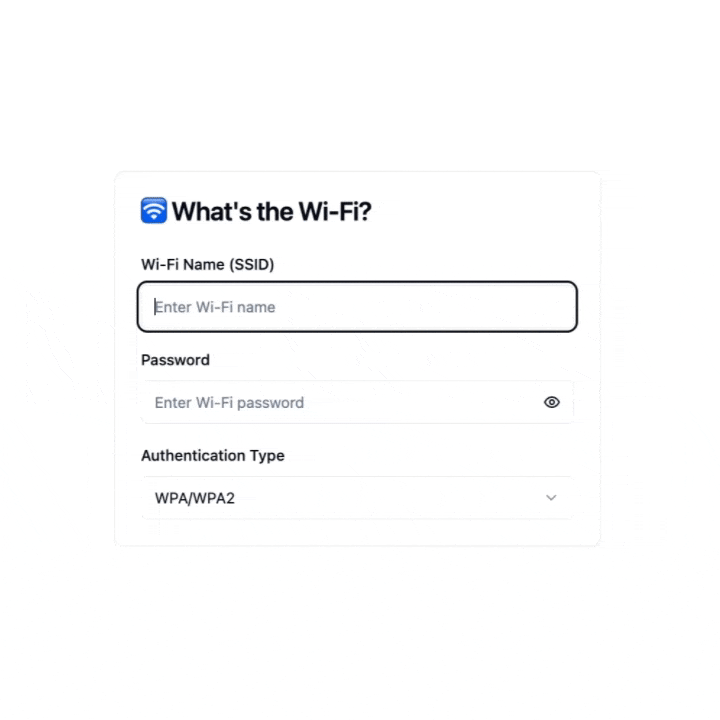 What's the Wi-Fi?
Wi-Fi Name (SSID)
Enter Wi-Fi name
Password
Enter Wi-Fi password
Authentication Type
WPA/WPA2